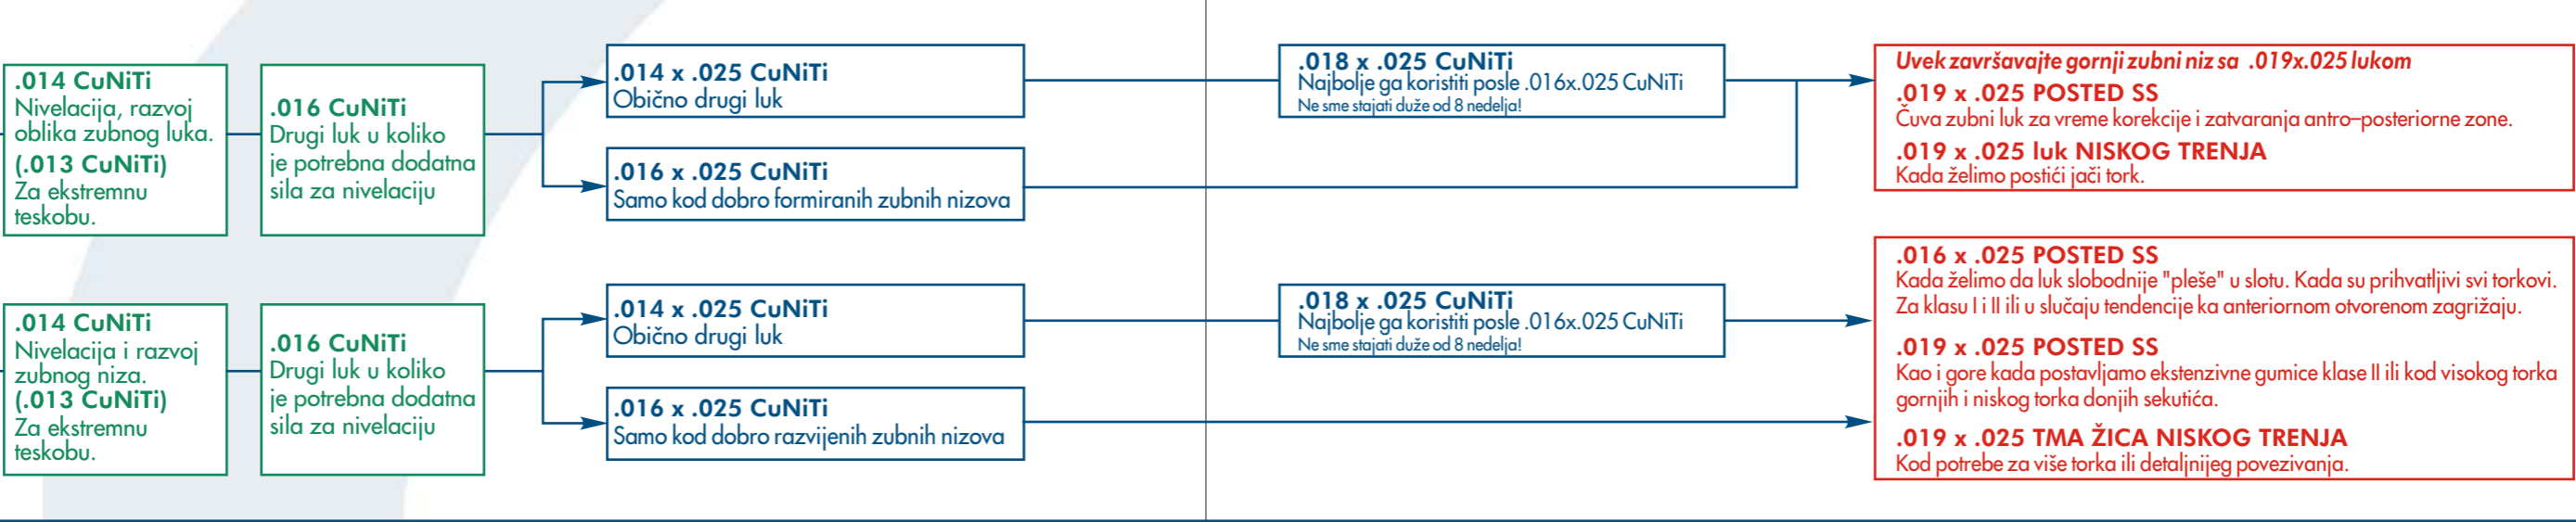 .014 CuNiTi
Nivelacija, razvoj
oblika zubnog luka.
(.013 CuNiTi)
Za ekstremnu
teskobu.
.016 CuNiTi
Drugi luk u koliko
je potrebna dodatna
sila za nivelaciju
.014 x .025 CuNiTi
Obično drugi luk
.016 x .025 CuNiTi
Samo kod dobro formiranih zubnih nizova
.018 x .025 CuNiTi
Najbolje ga koristiti posle .016x.025 CuNiTi
Ne sme stajati duže od 8 nedelja!
Uvek završavajte gornji zubni niz sa .019x.025 lukom
.019 x .025 POSTED SS
Čuva zubni luk za vreme korekcije i zatvaranja antro–posteriorne zone.
.019 x .025 luk NISKOG TRENJA
Kada želimo postići jači tork.
.014 CuNiTi
Nivelacija i razvoj
zubnog niza.
(.013 CuNiTi)
Za ekstremnu
teskobu.
.016 CuNiTi
Drugi luk u koliko
je potrebna dodatna
sila za nivelaciju
.014 x .025 CuNiTi
Obično drugi luk
.016 x .025 CuNiTi
Samo kod dobro razvijenih zubnih nizova
.018 x .025 CuNiTi
Najbolje ga koristiti posle .016x.025 CuNiTi
Ne sme stajati duže od 8 nedelja!
.016 x .025 POSTED SS
Kada želimo da luk slobodnije "pleše" u slotu. Kada su prihvatljivi svi torkovi.
Za klasu I i II ili u slučaju tendencije ka anteriornom otvorenom zagrižaju.
.019 x .025 POSTED SS
Kao i gore kada postavljamo ekstenzivne gumice klase II ili kod visokog torka
gornjih i niskog torka donjih sekutića.
.019 x .025 TMA ŽICA NISKOG TRENJA
Kod potrebe za više torka ili detaljnijeg povezivanja.